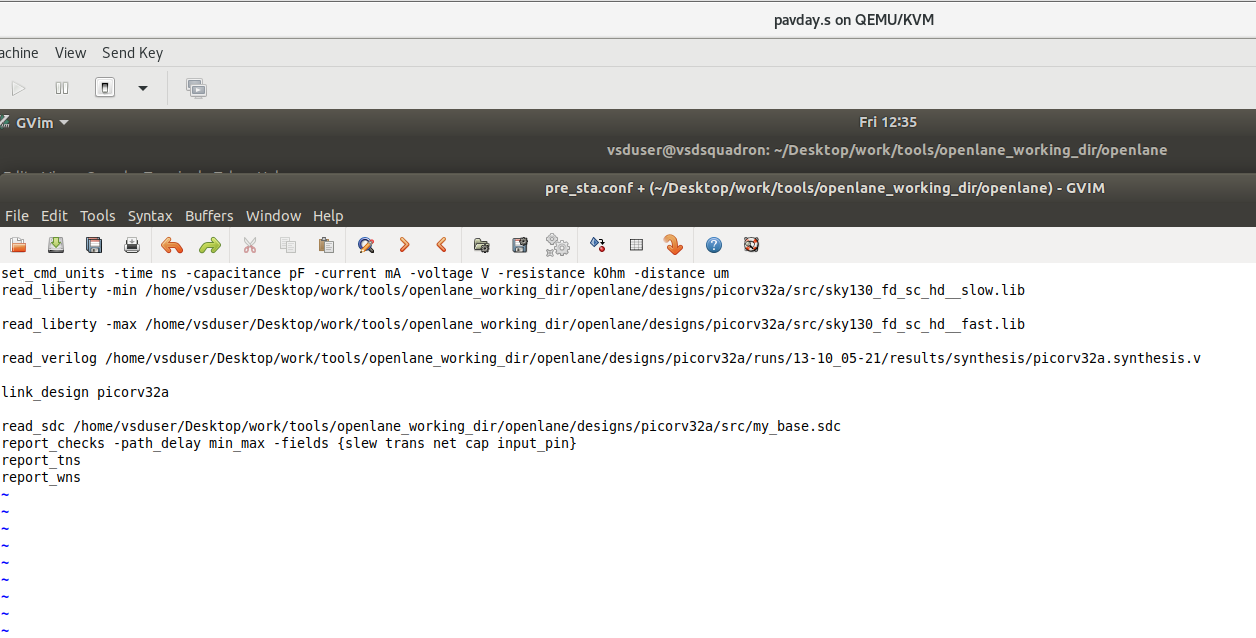 pavday.s on QEMU/KVM
achine View Send Key
GVim Fri 12:35
vsduser@vsdsquadron: ~/Desktop/work/tools/openlane_working_dir/openlane
pre_sta.conf + (~/Desktop/work/tools/openlane_working_dir/openlane) - GVIM
File Edit Tools Syntax Buffers Window Help
set_cmd_units -time ns -capacitance pF -current mA -voltage V -resistance kOhm -distance um
read_liberty -min /home/vsduser/Desktop/work/tools/openlane_working_dir/openlane/designs/picorv32a/src/sky130_fd_sc_hd__slow.lib
read_liberty -max /home/vsduser/Desktop/work/tools/openlane_working_dir/openlane/designs/picorv32a/src/sky130_fd_sc_hd__fast.lib
read_verilog /home/vsduser/Desktop/work/tools/openlane_working_dir/openlane/designs/picorv32a/runs/13-10_05-21/results/synthesis/picorv32a.synthesis.v
link_design picorv32a
read_sdc /home/vsduser/Desktop/work/tools/openlane_working_dir/openlane/designs/picorv32a/src/my_base.sdc
report_checks -path_delay min_max -fields {slew trans net cap input_pin}
report_tns
report_wns
~
~
~
~
~
~
~
~
~